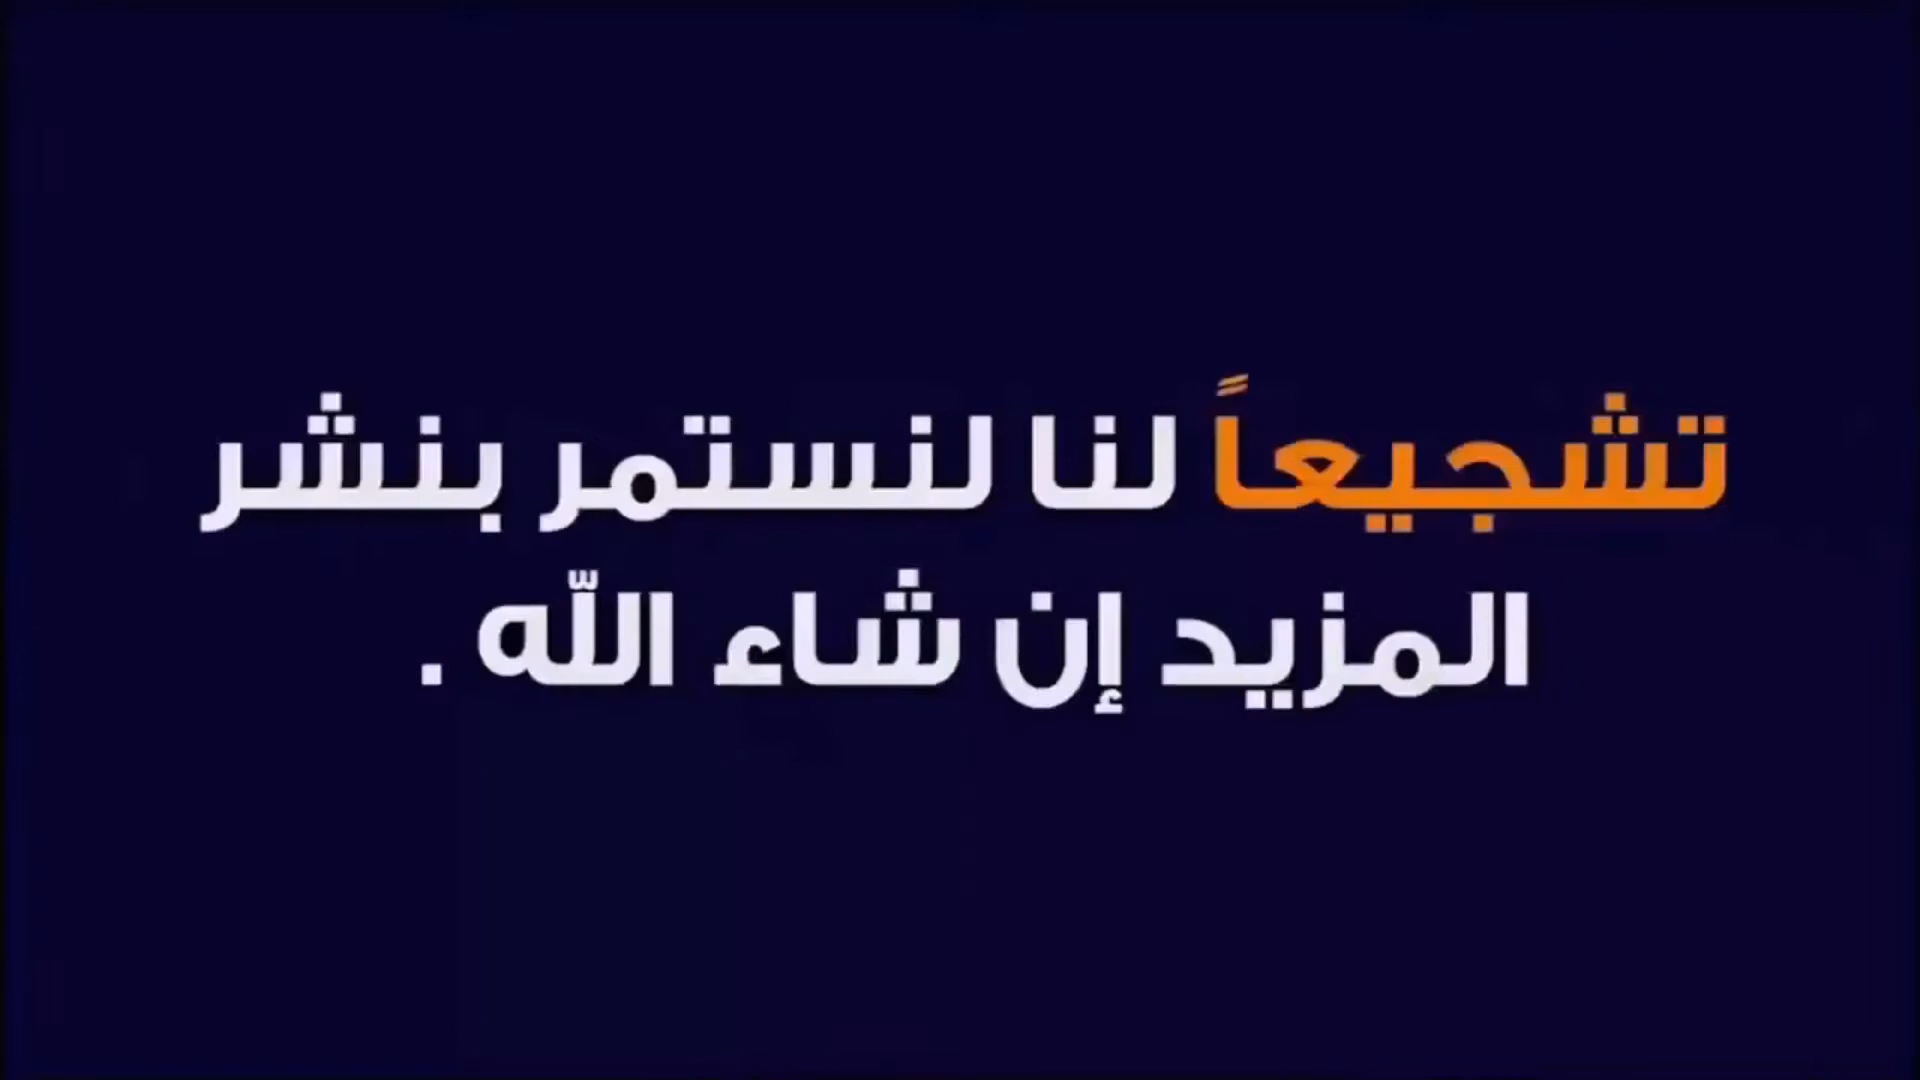 تشجيعاً لنا لنستمر بنشر
المزيد إن شاء اللّه .